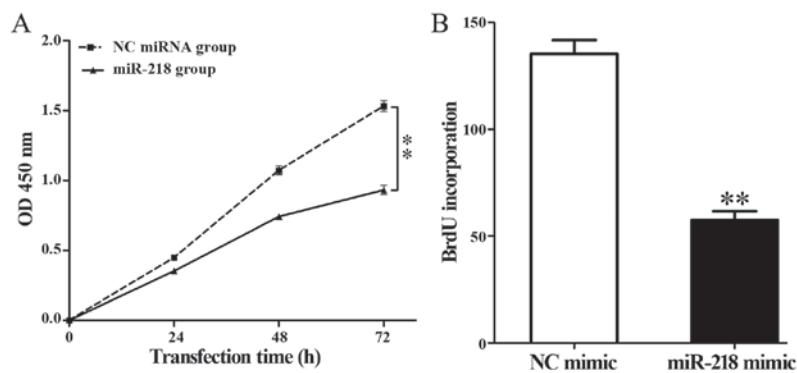 A
2.0
NC miRNA group
miR-218 group
1.5
1.0
0.5
0.0
OD 450 nm
**
0 24 48 72
Transfection time (h)
B
150
100
50
0
BrdU incorporation
**
NC mimic miR-218 mimic